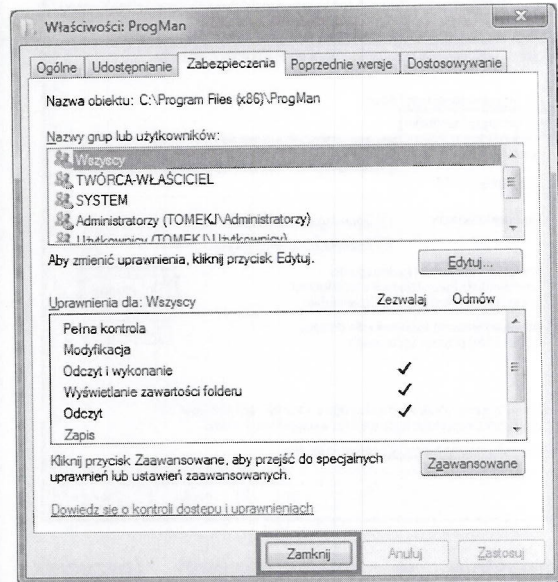 Właściwości: ProgMan
Ogólne Udostępnianie Zabezpieczenia Poprzednie wersje Dostosowywanie
Nazwa obiektu: C:\Program Files (x86)\ProgMan
Nazwy grup lub użytkowników:
Wszyscy
TWÓRCA-WŁAŚCICIEL
SYSTEM
Administratorzy (TOMEKJ\Administratorzy)
Użytkownicy (TOMEKJ\Użytkownicy)
Aby zmienić uprawnienia, kliknij przycisk Edytuj.
Edytuj...
Uprawnienia dla: Wszyscy Zezwalaj Odmów
Pełna kontrola
Modyfikacja
Odczyt i wykonanie
Wyświetlanie zawartości folderu
Odczyt
Zapis
Kliknij przycisk Zaawansowane, aby przejść do specjalnych
uprawnień lub ustawień zaawansowanych.
Zaawansowane
Dowiedz się o kontroli dostępu i uprawnieniach
Zamknij Anuluj Zastosuj